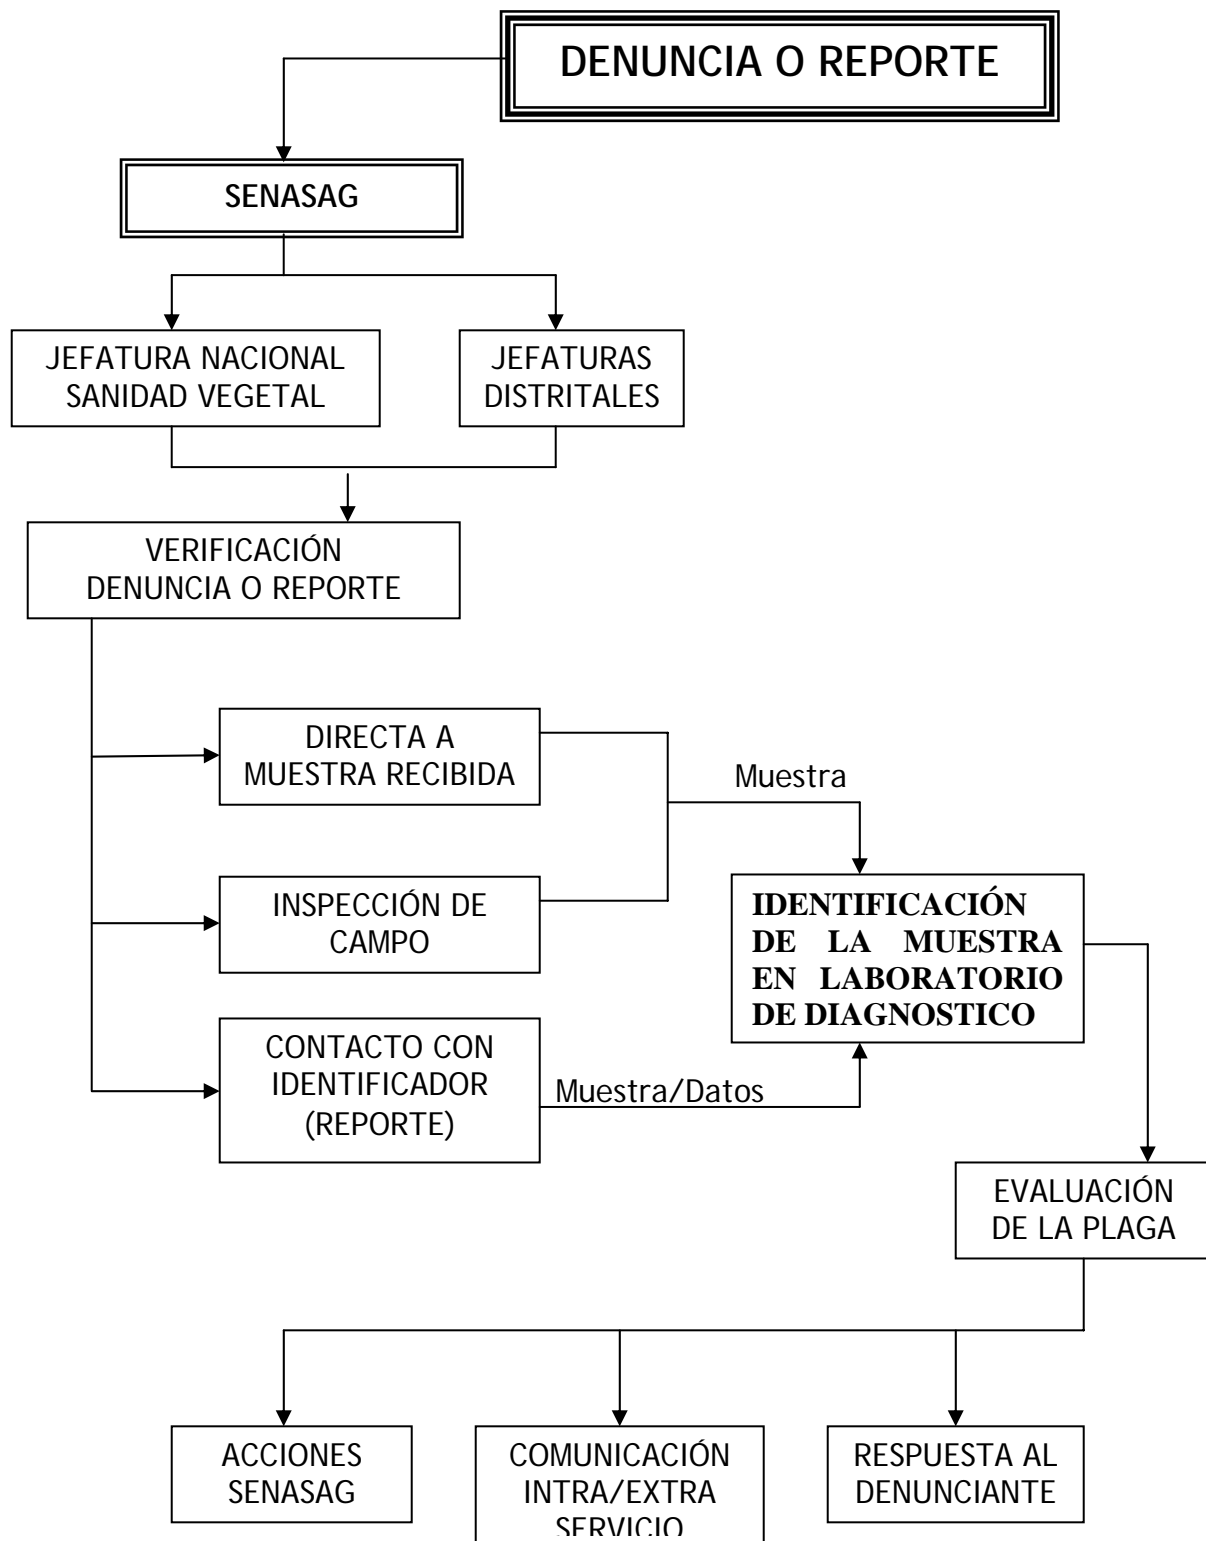 DENUNCIA O REPORTE
SENASAG
JEFATURA NACIONAL
SANIDAD VEGETAL
JEFATURAS
DISTRITALES
VERIFICACIÓN
DENUNCIA O REPORTE
DIRECTA A
MUESTRA RECIBIDA
Muestra
INSPECCIÓN DE
CAMPO
IDENTIFICACIÓN
DE LA MUESTRA
EN LABORATORIO
DE DIAGNOSTICO
CONTACTO CON
IDENTIFICADOR
(REPORTE)
Muestra/Datos
EVALUACIÓN
DE LA PLAGA
ACCIONES
SENASAG
COMUNICACIÓN
INTRA/EXTRA
SERVICIO
RESPUESTA AL
DENUNCIANTE